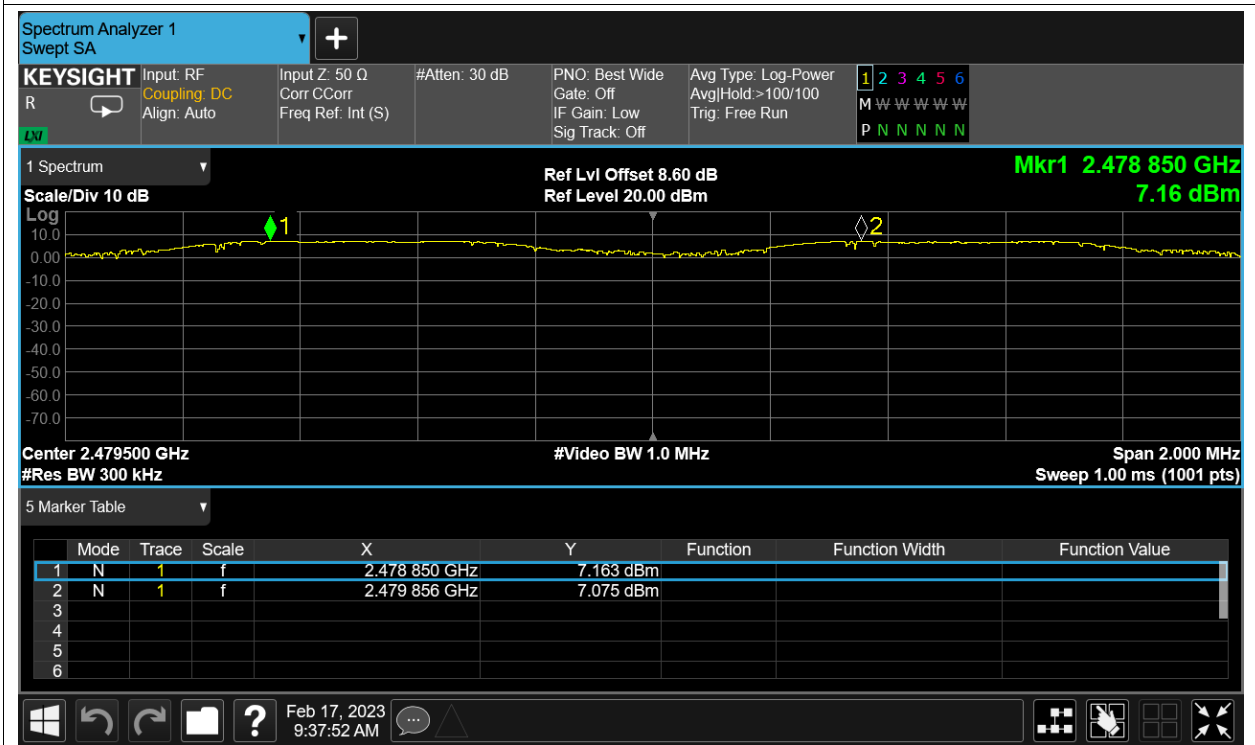 Spectrum Analyzer 1
Swept SA
+
KEYSIGHT Input: RF Input Z: 50 Ω #Atten: 30 dB PNO: Best Wide Avg Type: Log-Power 1 2 3 4 5 6
R Coupling: DC Corr CCorr Gate: Off Avg|Hold:>100/100
Align: Auto Freq Ref: Int (S) IF Gain: Low Trig: Free Run M W W W W W
LXI Sig Track: Off P N N N N N
1 Spectrum Ref Lvl Offset 8.60 dB Mkr1 2.478 850 GHz
Scale/Div 10 dB Ref Level 20.00 dBm 7.16 dBm
Log
1 2
10.0
0.00
-10.0
-20.0
-30.0
-40.0
-50.0
-60.0
-70.0
Center 2.479500 GHz #Video BW 1.0 MHz Span 2.000 MHz
#Res BW 300 kHz Sweep 1.00 ms (1001 pts)
5 Marker Table
Mode Trace Scale X Y Function Function Width Function Value
1 N 1 f 2.478 850 GHz 7.163 dBm
2 N 1 f 2.479 856 GHz 7.075 dBm
3
4
5
6
? Feb 17, 2023
9:37:52 AM